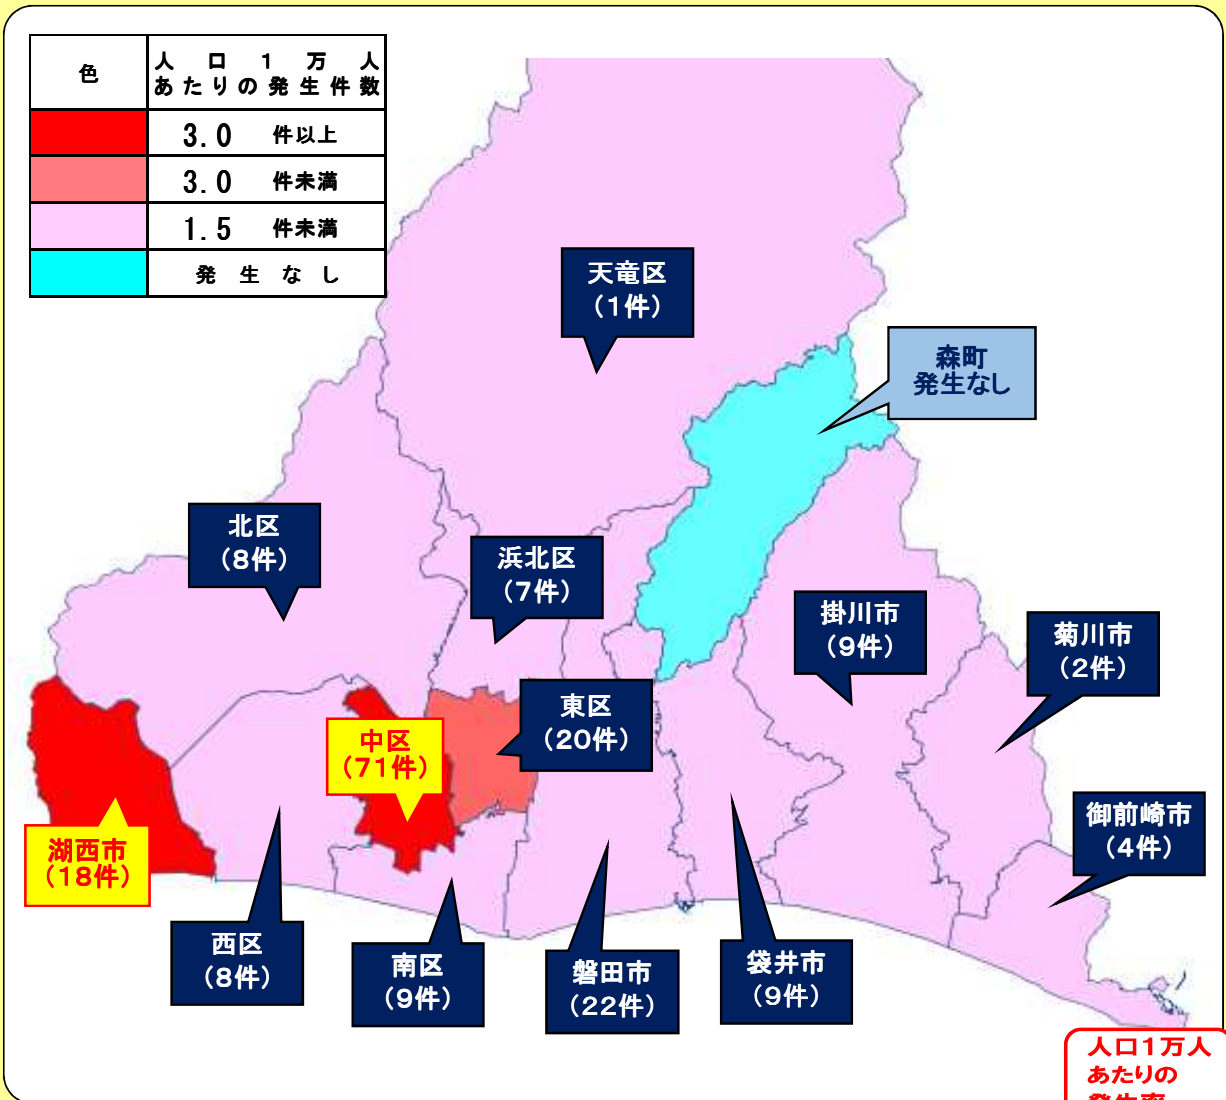 色
人口1万人
あたりの発生件数
3.0 件以上
3.0 件未満
1.5 件未満
発生なし
天竜区
(1件)
森町
発生なし
北区
(8件)
浜北区
(7件)
掛川市
(9件)
菊川市
(2件)
東区
(20件)
中区
(71件)
御前崎市
(4件)
湖西市
(18件)
西区
(8件)
南区
(9件)
磐田市
(22件)
袋井市
(9件)
人口1万人
あたりの
発生率